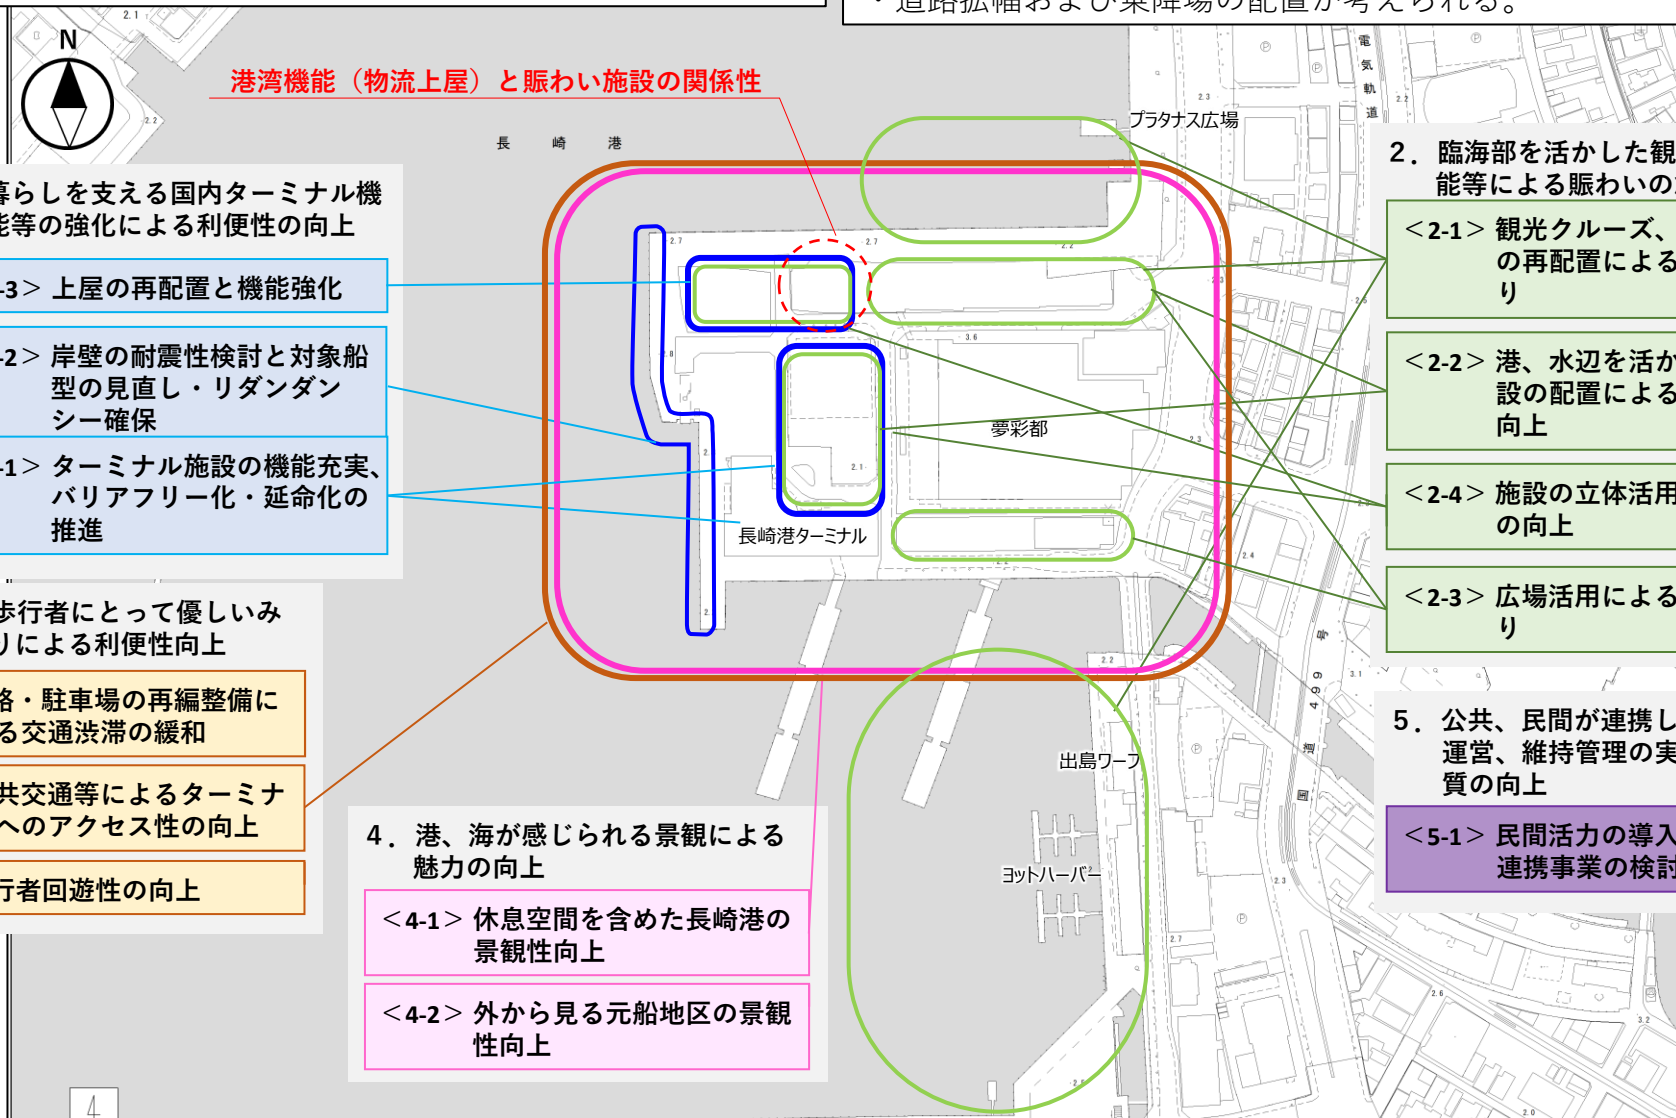 ・道路拡幅および乗降場の配置が考えられる。
N
港湾機能（物流上屋）と賑わい施設の関係性
長　崎　港
プラタナス広場
電気軌道
暮らしを支える国内ターミナル機
能等の強化による利便性の向上
-3＞ 上屋の再配置と機能強化
-2＞ 岸壁の耐震性検討と対象船
型の見直し・リダンダン
シー確保
-1＞ ターミナル施設の機能充実、
バリアフリー化・延命化の
推進
歩行者にとって優しいみ
りによる利便性向上
路・駐車場の再編整備に
る交通渋滞の緩和
共交通等によるターミナ
へのアクセス性の向上
行者回遊性の向上
夢彩都
長崎港ターミナル
出島ワーフ
ヨットハーバー
国道499号
4．港、海が感じられる景観による
魅力の向上
＜4-1＞ 休息空間を含めた長崎港の
景観性向上
＜4-2＞ 外から見る元船地区の景観
性向上
2．臨海部を活かした観
能等による賑わいの
＜2-1＞ 観光クルーズ、
の再配置による
り
＜2-2＞ 港、水辺を活か
設の配置による
向上
＜2-4＞ 施設の立体活用
の向上
＜2-3＞ 広場活用による
り
5．公共、民間が連携し
運営、維持管理の実
質の向上
＜5-1＞ 民間活力の導入
連携事業の検討
4